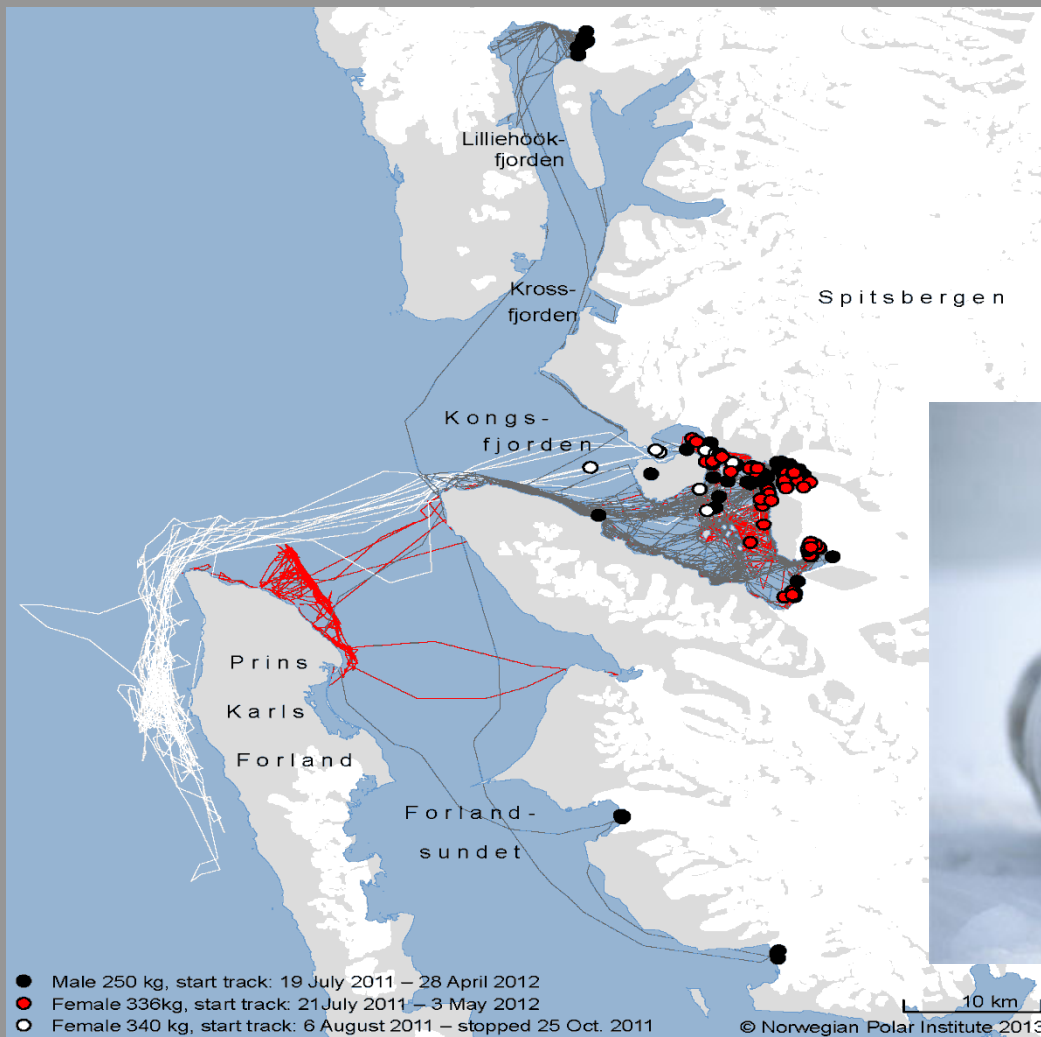 Lilliehöök-
fjorden
Kross-
fjorden
Spitsbergen
Kongs-
fjorden
Prins
Karls
Forland
Forland-
sundet
Male 250 kg, start track: 19 July 2011 – 28 April 2012
Female 336kg, start track: 21July 2011 – 3 May 2012
Female 340 kg, start track: 6 August 2011 – stopped 25 Oct. 2011
10 km
© Norwegian Polar Institute 2013